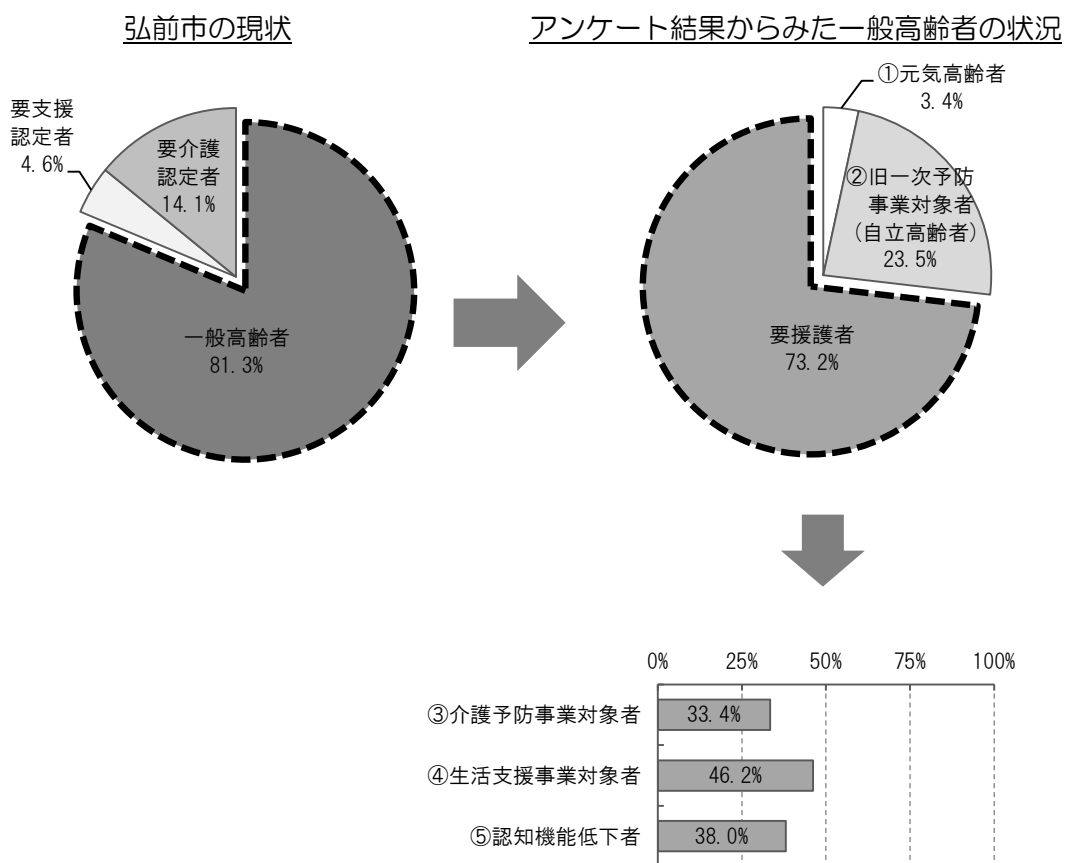 弘前市の現状
アンケート結果からみた一般高齢者の状況
要支援
認定者
4.6%
要介護
認定者
14.1%
一般高齢者
81.3%
①元気高齢者
3.4%
②旧一次予防
事業対象者
(自立高齢者)
23.5%
要援護者
73.2%
0%
25%
50%
75%
100%
③介護予防事業対象者
33.4%
④生活支援事業対象者
46.2%
⑤認知機能低下者
38.0%